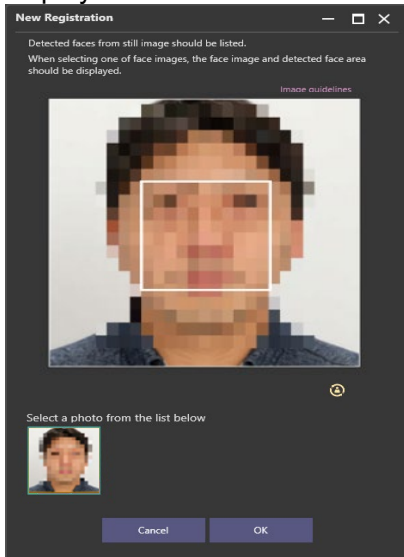 New Registration
Detected faces from still image should be listed.
When selecting one of face images, the face image and detected face area
should be displayed.
Image guidelines
Select a photo from the list below
Cancel
OK